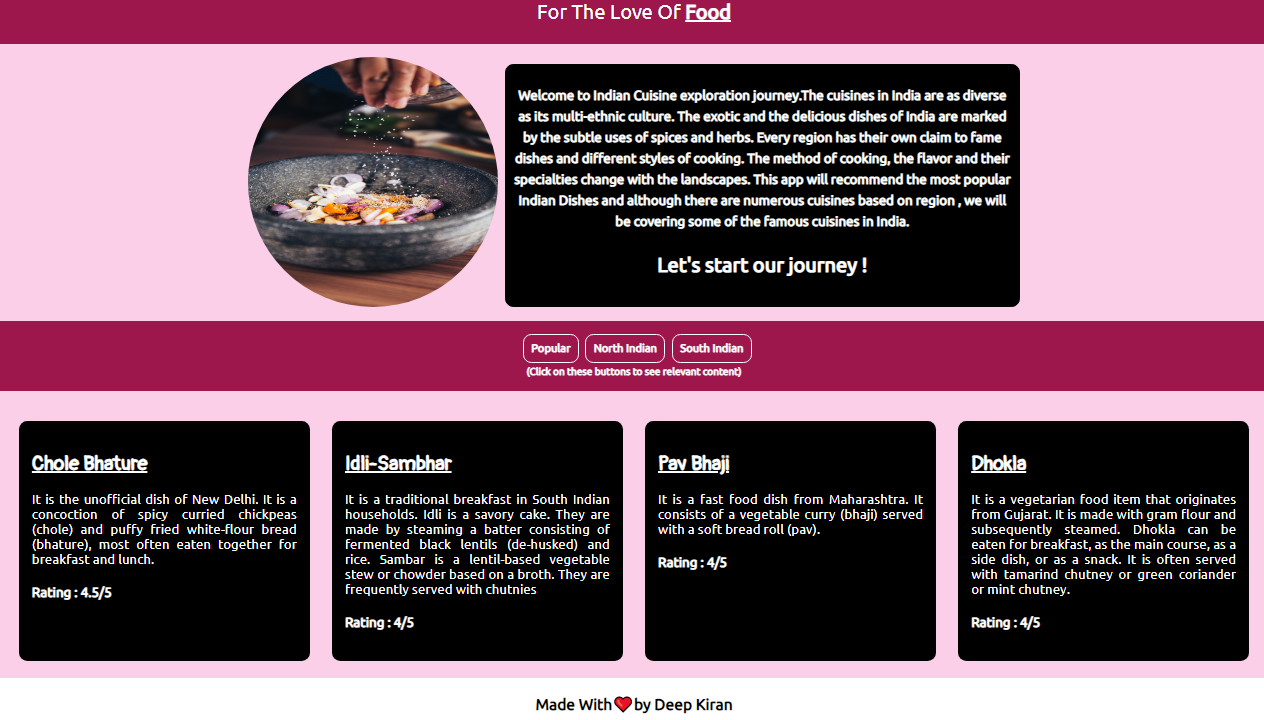 For The Love Of Food
Welcome to Indian Cuisine exploration journey.The cuisines in India are as diverse
as its multi-ethnic culture. The exotic and the delicious dishes of India are marked
by the subtle uses of spices and herbs. Every region has their own claim to fame
dishes and different styles of cooking. The method of cooking, the flavor and their
specialties change with the landscapes. This app will recommend the most popular
Indian Dishes and although there are numerous cuisines based on region , we will
be covering some of the famous cuisines in India.
Let's start our journey !
Popular North Indian South Indian
(Click on these buttons to see relevant content)
Chole Bhature
It is the unofficial dish of New Delhi. It is a
concoction of spicy curried chickpeas
(chole) and puffy fried white-flour bread
(bhature), most often eaten together for
breakfast and lunch.
Rating : 4.5/5
Idli-Sambhar
It is a traditional breakfast in South Indian
households. Idli is a savory cake. They are
made by steaming a batter consisting of
fermented black lentils (de-husked) and
rice. Sambar is a lentil-based vegetable
stew or chowder based on a broth. They are
frequently served with chutnies
Rating : 4/5
Pav Bhaji
It is a fast food dish from Maharashtra. It
consists of a vegetable curry (bhaji) served
with a soft bread roll (pav).
Rating : 4/5
Dhokla
It is a vegetarian food item that originates
from Gujarat. It is made with gram flour and
subsequently steamed. Dhokla can be
eaten for breakfast, as the main course, as a
side dish, or as a snack. It is often served
with tamarind chutney or green coriander
or mint chutney.
Rating : 4/5
Made With❤️by Deep Kiran